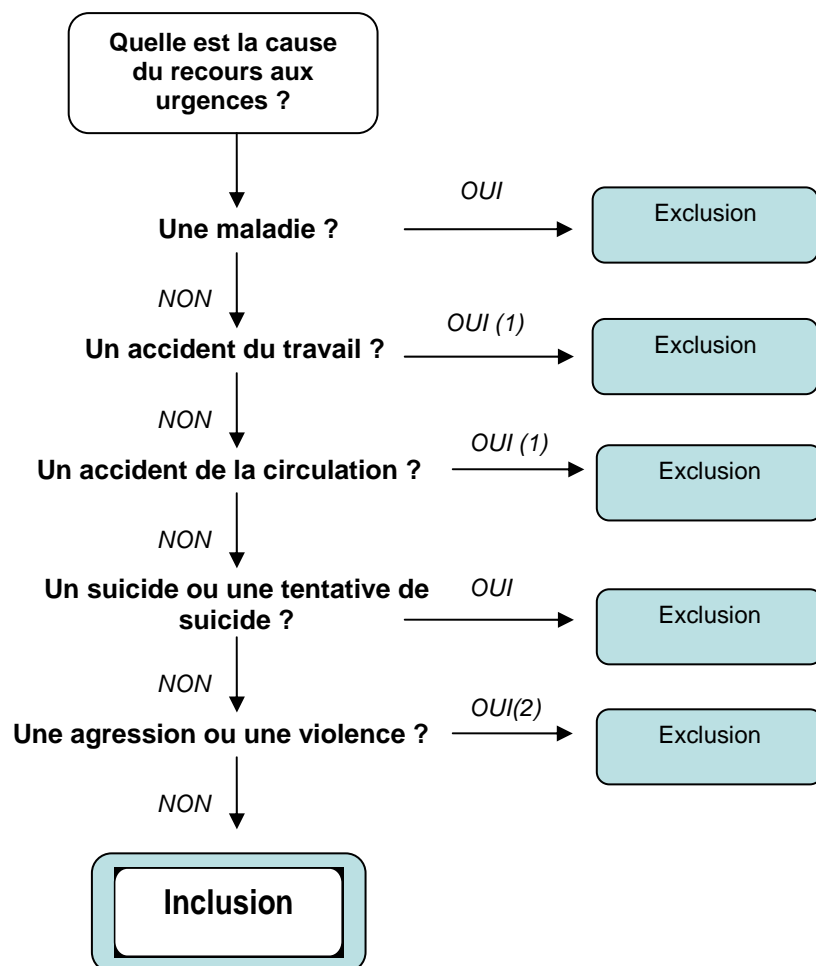 Quelle est la cause
du recours aux
urgences ?
OUI
Exclusion
Une maladie ?
NON
OUI (1)
Exclusion
Un accident du travail ?
NON
OUI (1)
Exclusion
Un accident de la circulation ?
NON
Un suicide ou une tentative de
suicide ?
OUI
Exclusion
NON
OUI(2)
Exclusion
Une agression ou une violence ?
NON
Inclusion